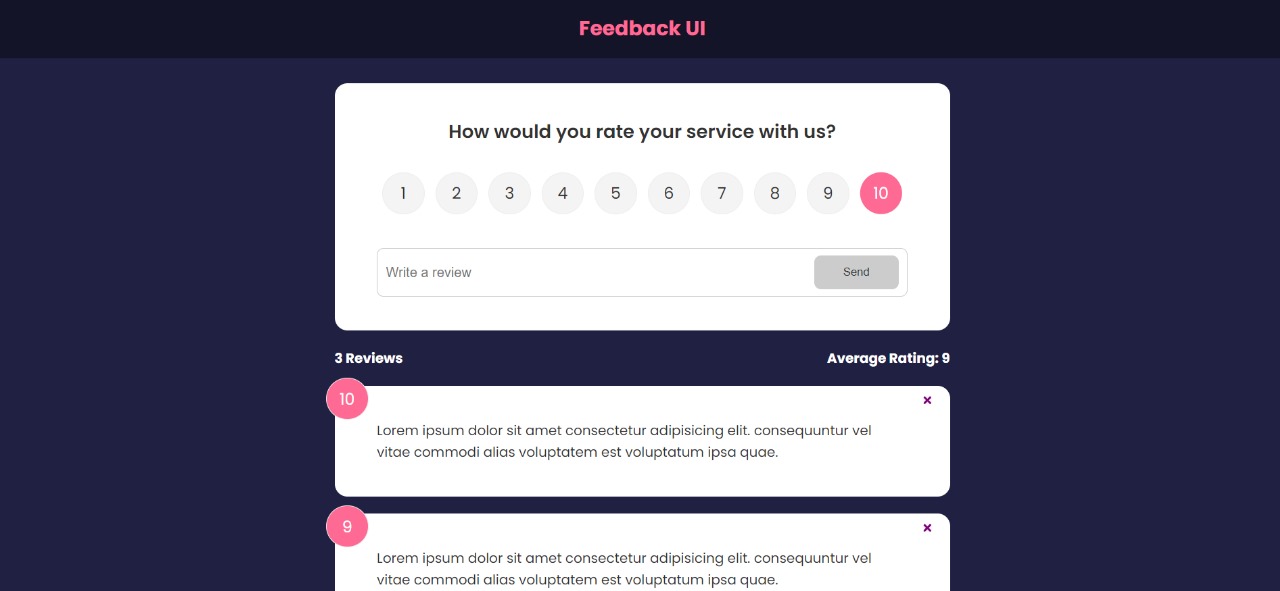 Feedback UI
How would you rate your service with us?
1 2 3 4 5 6 7 8 9 10
Write a review
Send
3 Reviews
Average Rating: 9
10
×
Lorem ipsum dolor sit amet consectetur adipisicing elit. consequuntur vel
vitae commodi alias voluptatem est voluptatum ipsa quae.
9
×
Lorem ipsum dolor sit amet consectetur adipisicing elit. consequuntur vel
vitae commodi alias voluptatem est voluptatum ipsa quae.